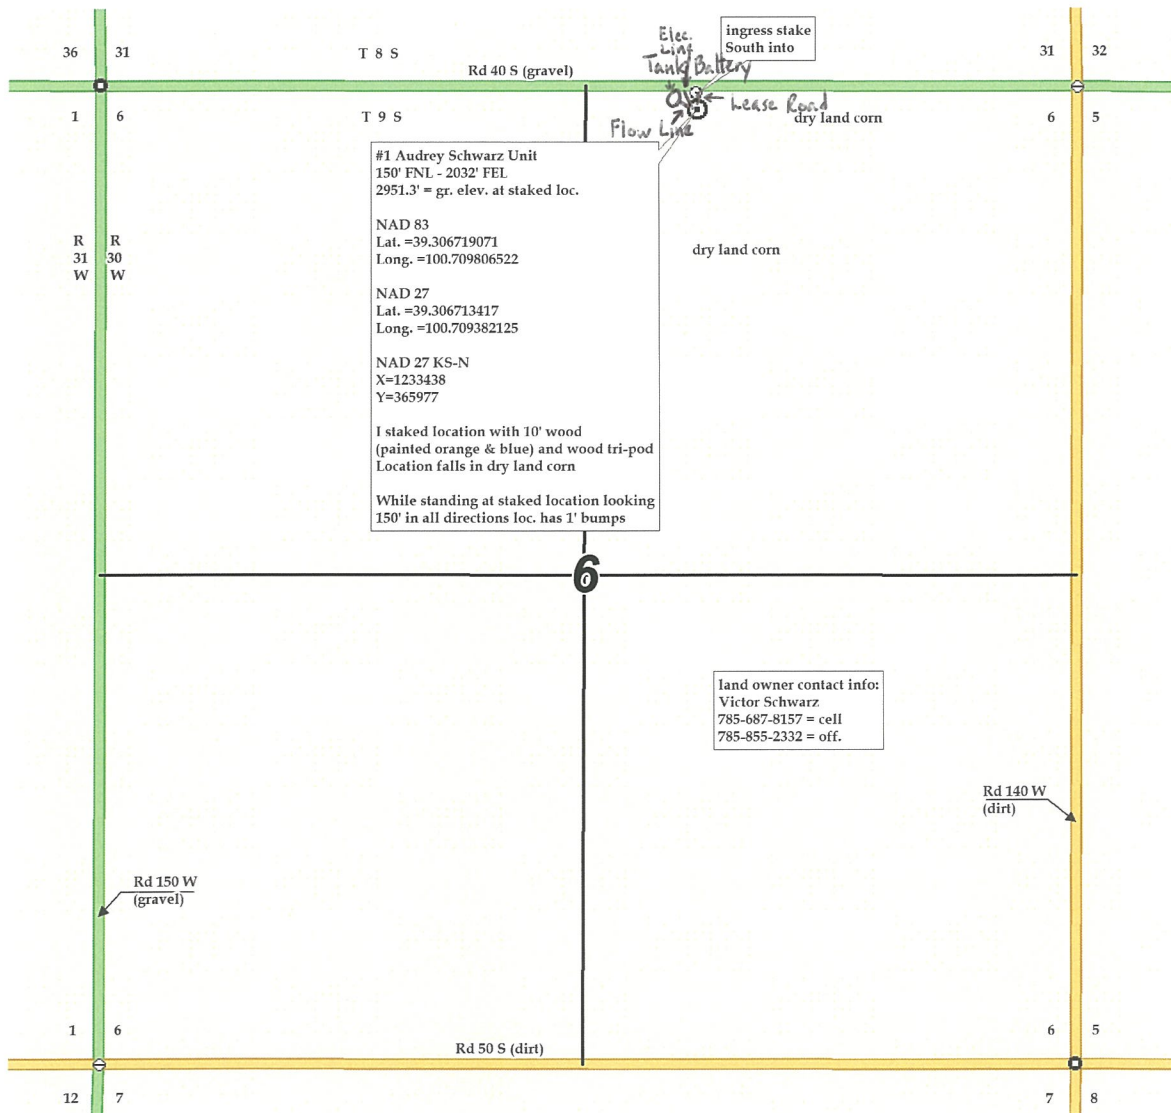 36 31
T 8 S
Rd 40 S (gravel)
Elec.
Line
Tank Battery
ingress stake
South into
31 32
1 6
T 9 S
Flow Line
Lease Road
dry land corn
6 5
#1 Audrey Schwarz Unit
150' FNL - 2032' FEL
2951.3' = gr. elev. at staked loc.
NAD 83
Lat. =39.306719071
Long. =100.709806522
NAD 27
Lat. =39.306713417
Long. =100.709382125
NAD 27 KS-N
X=1233438
Y=365977
I staked location with 10' wood
(painted orange & blue) and wood tri-pod
Location falls in dry land corn
While standing at staked location looking
150' in all directions loc. has 1' bumps
R R
31 30
W W
dry land corn
6
land owner contact info:
Victor Schwarz
785-687-8157 = cell
785-855-2332 = off.
Rd 140 W
(dirt)
Rd 150 W
(gravel)
1 6
Rd 50 S (dirt)
6 5
12 7
7 8